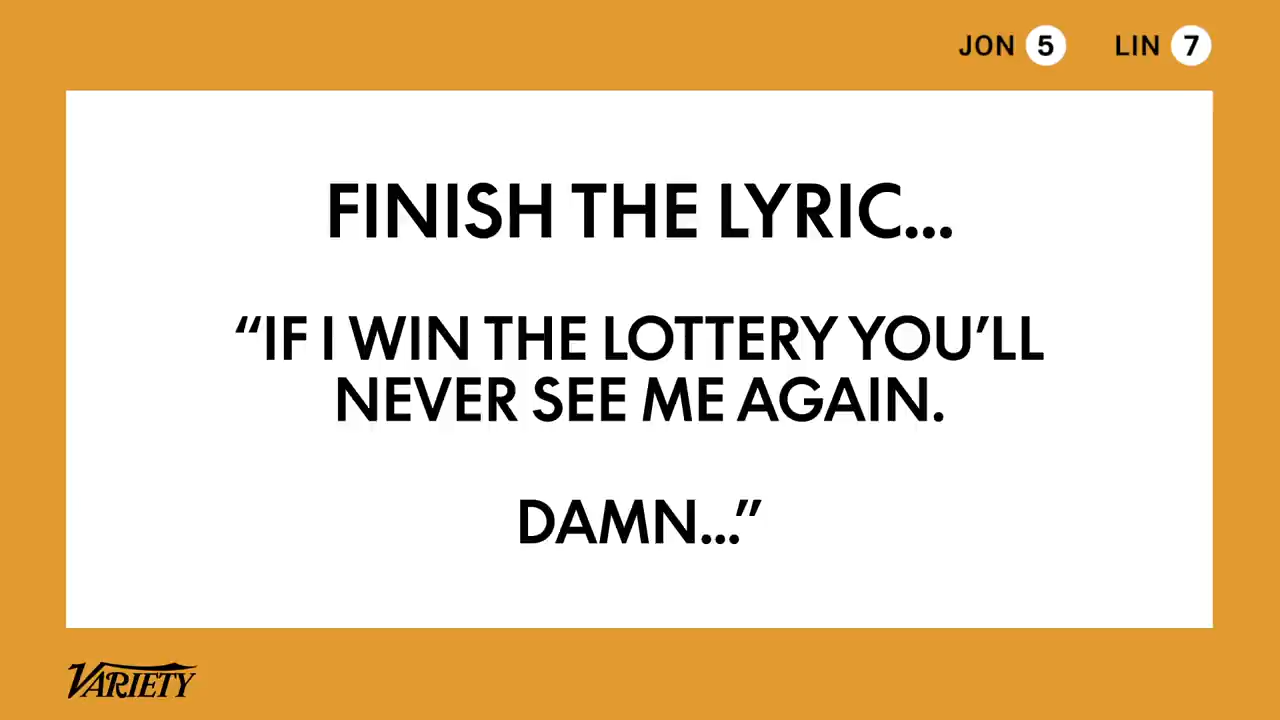 JON 5 LIN 7
FINISH THE LYRIC...
“IF I WIN THE LOTTERY YOU’LL
NEVER SEE ME AGAIN.
DAMN...”
VARIETY